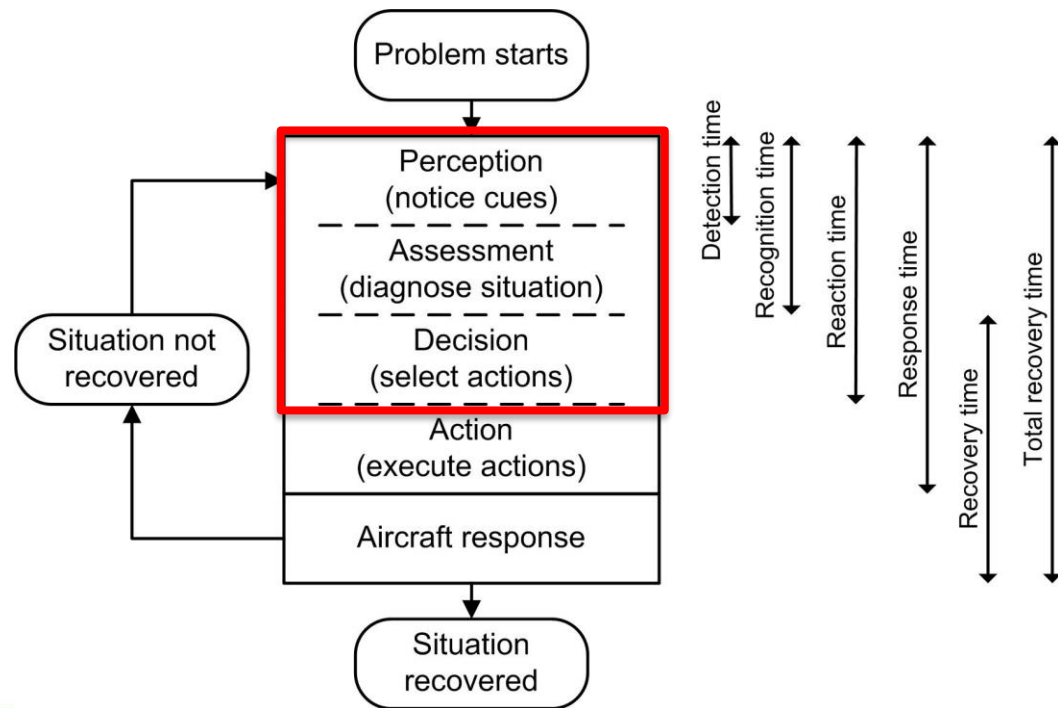 Problem starts
Perception
(notice cues)
Assessment
(diagnose situation)
Decision
(select actions)
Action
(execute actions)
Aircraft response
Situation
recovered
Situation not
recovered
Detection time
Recognition time
Reaction time
Response time
Recovery time
Total recovery time